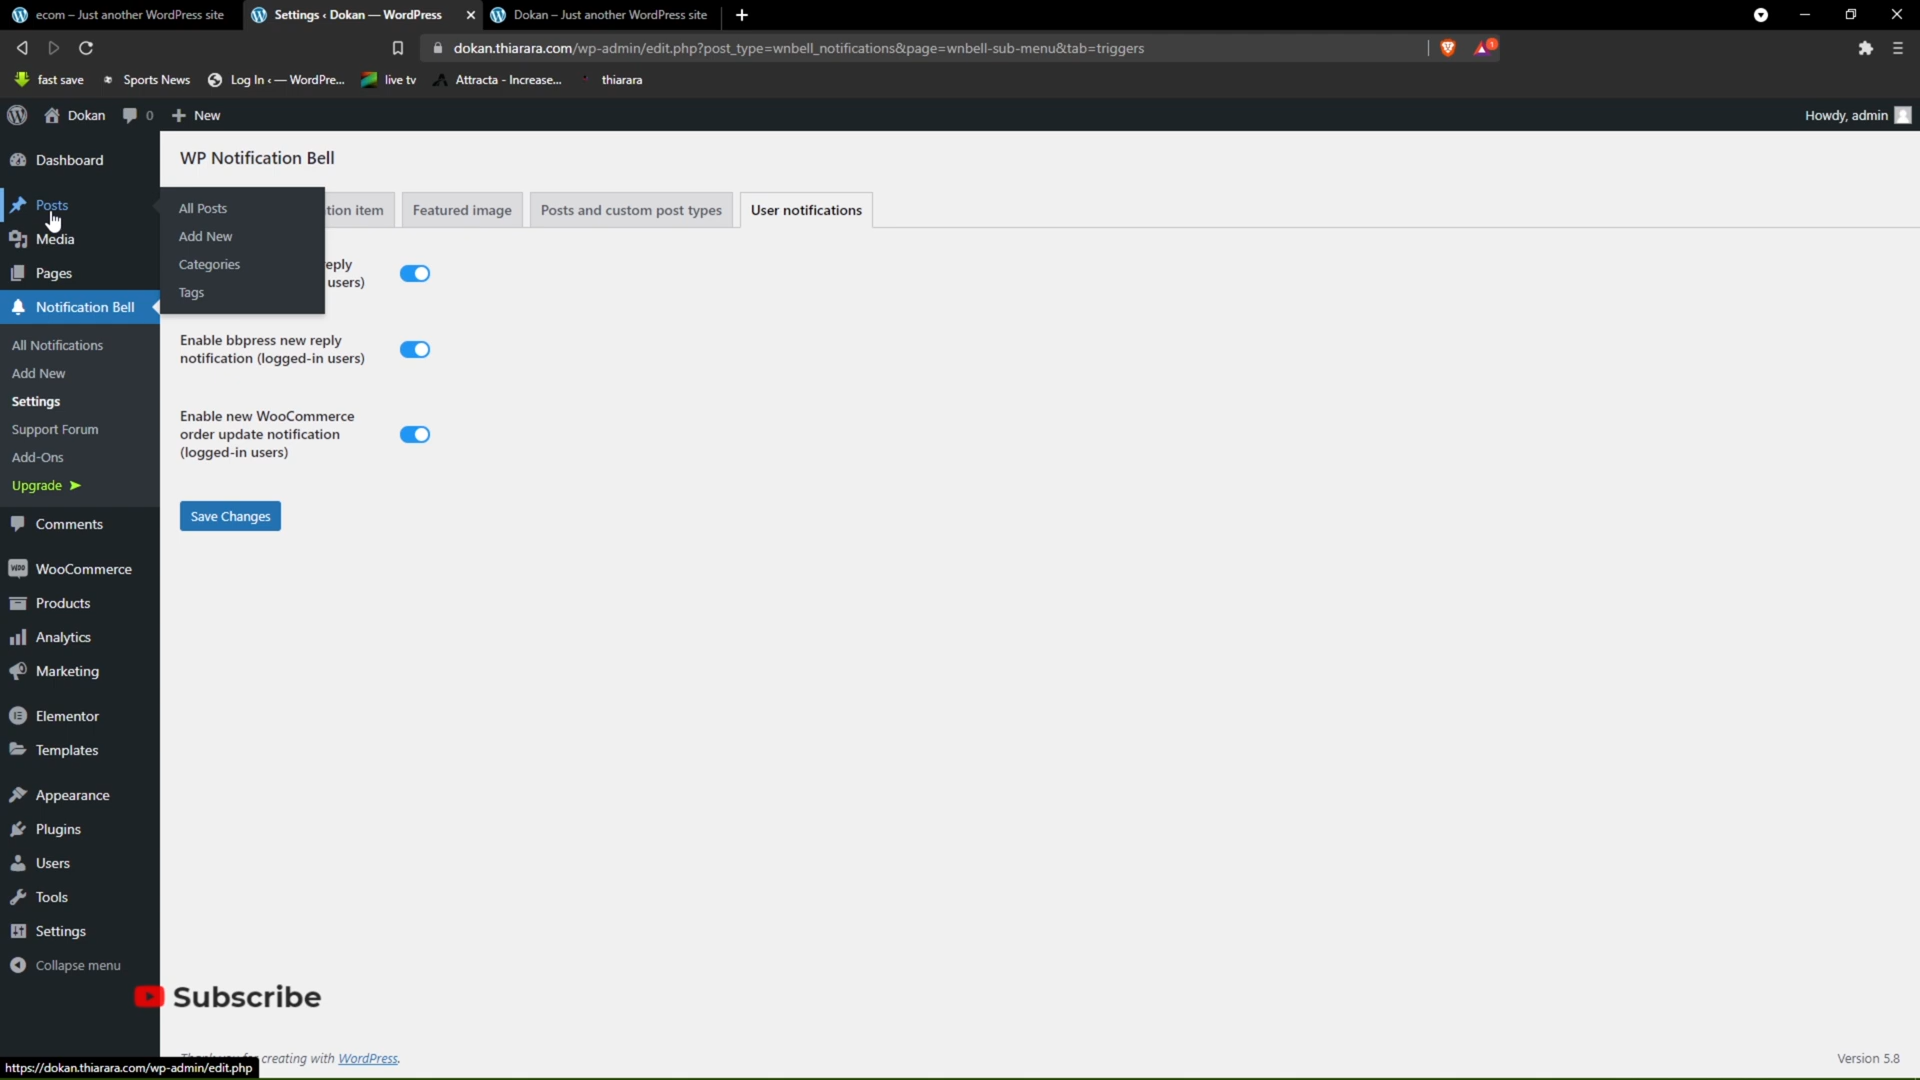 ecom – Just another WordPress site
Settings ‹ Dokan — WordPress
Dokan – Just another WordPress site
dokan.thiarara.com/wp-admin/edit.php?post_type=wnbell_notifications&page=wnbell-sub-menu&tab=triggers
1
fast save
Sports News
Log In ‹ — WordPre...
live tv
Attracta - Increase...
thiarara
Dokan
0
New
Howdy, admin
Dashboard
Posts
Media
Pages
Notification Bell
All Notifications
Add New
Settings
Support Forum
Add-Ons
Upgrade ➤
Comments
WooCommerce
Products
Analytics
Marketing
Elementor
Templates
Appearance
Plugins
Users
Tools
Settings
Collapse menu
All Posts
Add New
Categories
Tags
WP Notification Bell
tion item
Featured image
Posts and custom post types
User notifications
eply
users)
Enable bbpress new reply
notification (logged-in users)
Enable new WooCommerce
order update notification
(logged-in users)
Save Changes
Subscribe
creating with WordPress.
Version 5.8
https://dokan.thiarara.com/wp-admin/edit.php